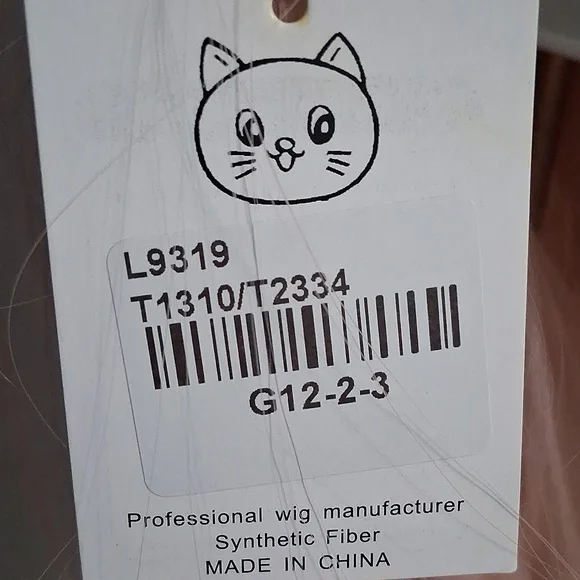 L9319
T1310/T2334
G12-2-3
Professional wig manufacturer
Synthetic Fiber
MADE IN CHINA